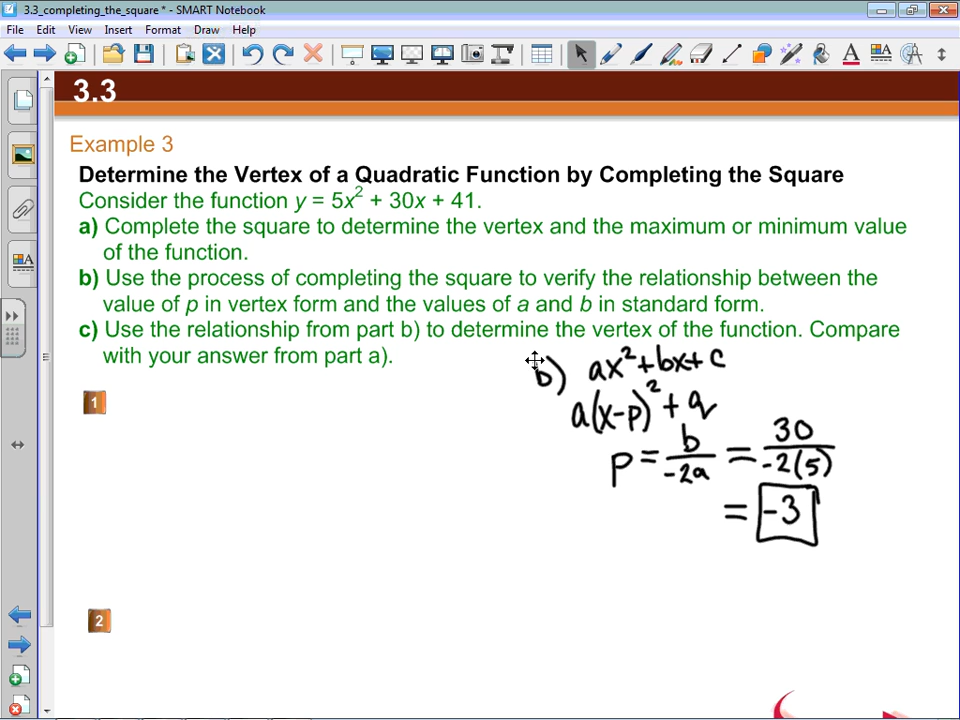 3.3_completing_the_square * - SMART Notebook
File Edit View Insert Format Draw Help
3.3
Example 3
Determine the Vertex of a Quadratic Function by Completing the Square
Consider the function y = 5x² + 30x + 41.
a) Complete the square to determine the vertex and the maximum or minimum value
of the function.
b) Use the process of completing the square to verify the relationship between the
value of p in vertex form and the values of a and b in standard form.
c) Use the relationship from part b) to determine the vertex of the function. Compare
with your answer from part a).
b) ax² + bx + c
a(x-p)² + q
p = b/-2a = 30/-2(5)
= -3
1
2